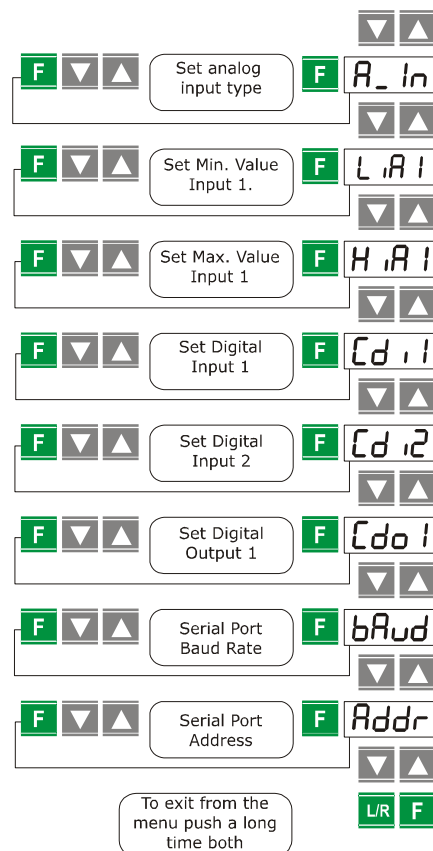 F Set analog F A_In
input type
F Set Min. Value F LiA1
Input 1.
F Set Max. Value F HiA1
Input 1
F Set Digital F Cdi1
Input 1
F Set Digital F Cdi2
Input 2
F Set Digital F Cdo1
Output 1
F Serial Port F bAud
Baud Rate
F Serial Port F Addr
Address
To exit from the L/R F
menu push a long
time both